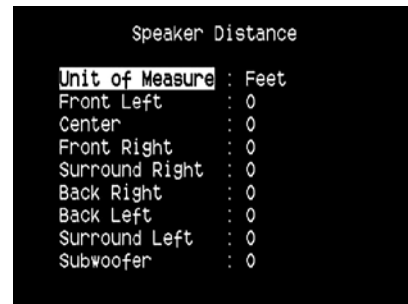 Speaker Distance
Unit of Measure : Feet
Front Left : 0
Center : 0
Front Right : 0
Surround Right : 0
Back Right : 0
Back Left : 0
Surround Left : 0
Subwoofer : 0